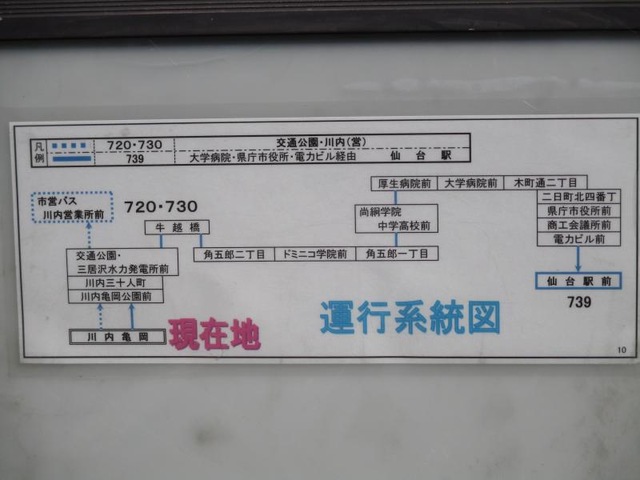 凡例
720・730 交通公園・川内(営)
739 大学病院・県庁市役所・電力ビル経由 仙台駅
市営バス
川内営業所前
720・730
牛越橋
交通公園・
三居沢水力発電所前
川内三十人町
川内亀岡公園前
川内亀岡
現在地
角五郎二丁目
ドミニコ学院前
角五郎一丁目
尚絅学院
中学高校前
厚生病院前
大学病院前
木町通二丁目
二日町北四番丁
県庁市役所前
商工会議所前
電力ビル前
仙台駅前
739
運行系統図
10